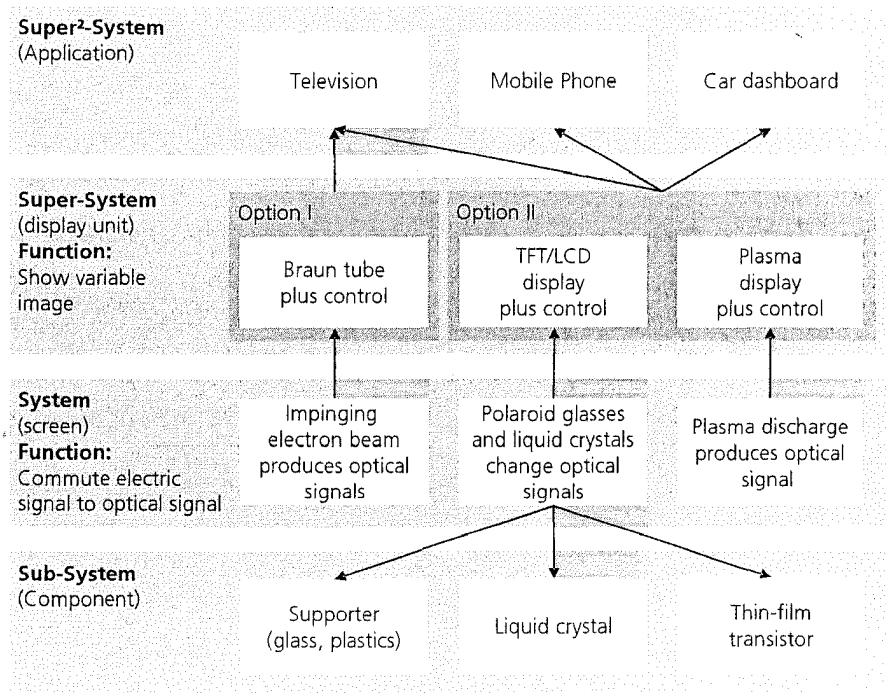 Super²-System
(Application)
Television
Mobile Phone
Car dashboard
Super-System
(display unit)
Function:
Show variable
image
Option I
Braun tube
plus control
Option II
TFT/LCD
display
plus control
Plasma
display
plus control
System
(screen)
Function:
Commute electric
signal to optical signal
Impinging
electron beam
produces optical
signals
Polaroid glasses
and liquid crystals
change optical
signals
Plasma discharge
produces optical
signal
Sub-System
(Component)
Supporter
(glass, plastics)
Liquid crystal
Thin-film
transistor